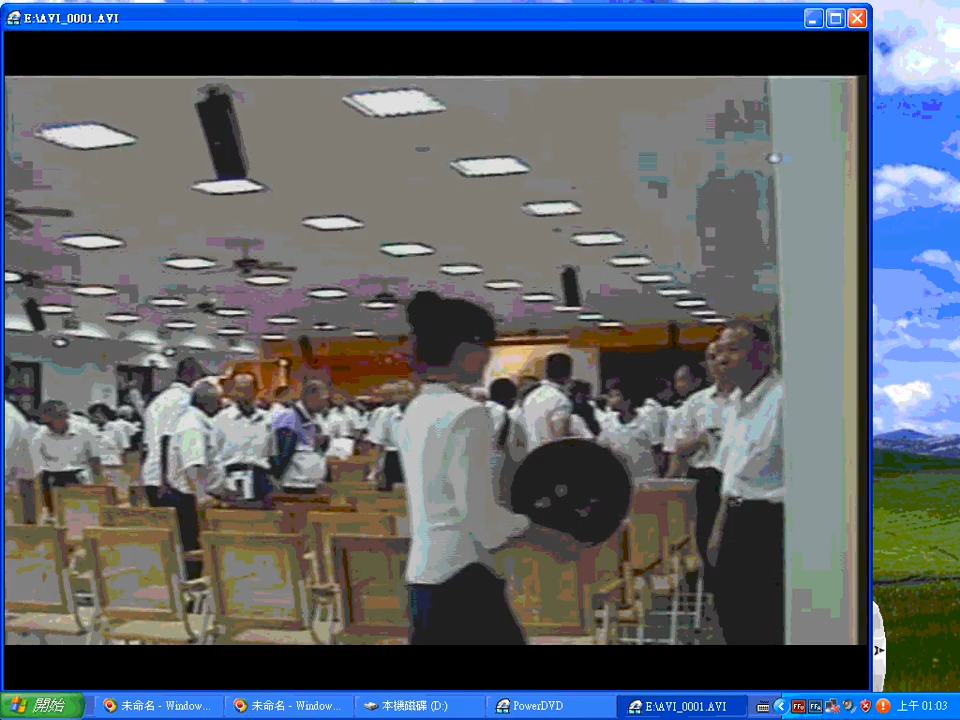 E:\AVI_0001.AVI
開始
未命名 - Window...
未命名 - Window...
本機磁碟 (D:)
PowerDVD
E:\AVI_0001.AVI
上午 01:03